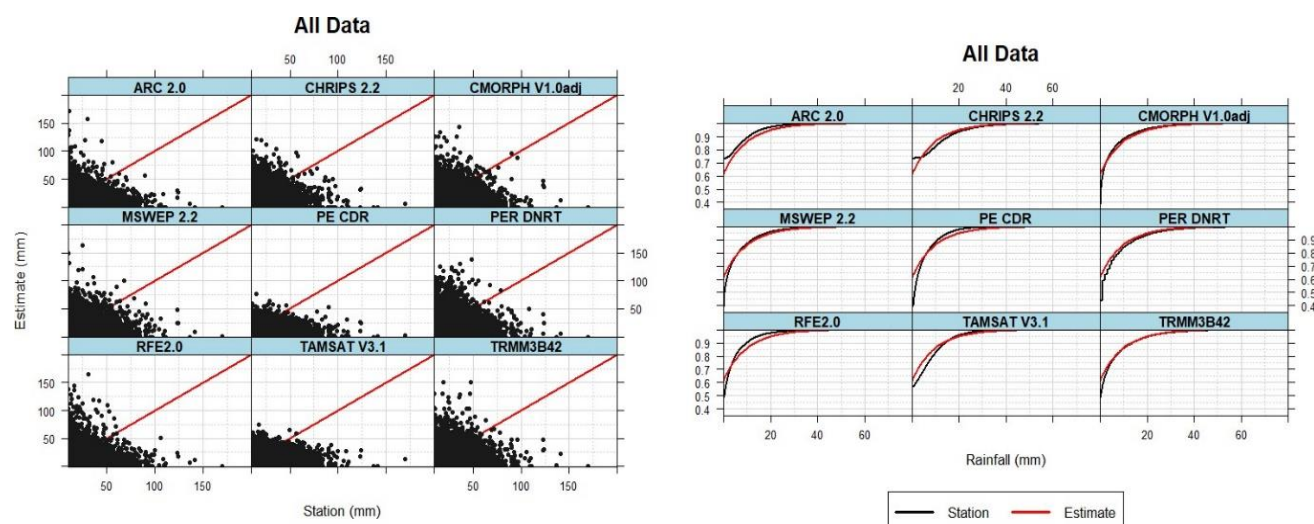 All Data
50 100 150
ARC 2.0 CHRIPS 2.2 CMORPH V1.0adj
150
100
50
MSWEP 2.2 PE CDR PER DNRT
150
100
50
RFE2.0 TAMSAT V3.1 TRMM3B42
150
100
50
50 100 150 50 100 150
Estimate (mm)
Station (mm)
All Data
20 40 60
ARC 2.0 CHRIPS 2.2 CMORPH V1.0adj
0.9
0.8
0.7
0.6
0.5
0.4
MSWEP 2.2 PE CDR PER DNRT
0.9
0.8
0.7
0.6
0.5
0.4
RFE2.0 TAMSAT V3.1 TRMM3B42
0.9
0.8
0.7
0.6
0.5
0.4
20 40 60 20 40 60
Rainfall (mm)
Station Estimate